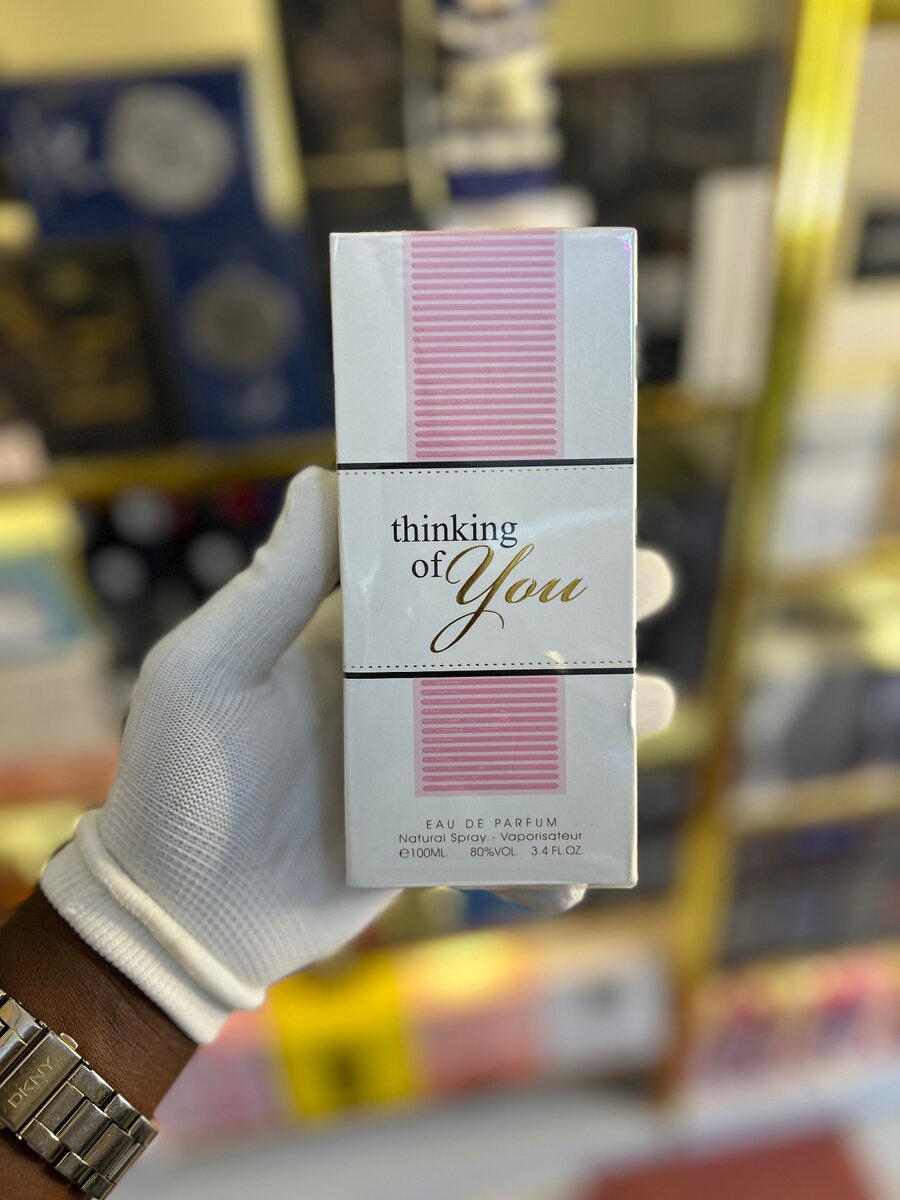 thinking
of You
EAU DE PARFUM
Natural Spray - Vaporisateur
℮100ML. 80%VOL. 3.4 FL.OZ.
DKNY